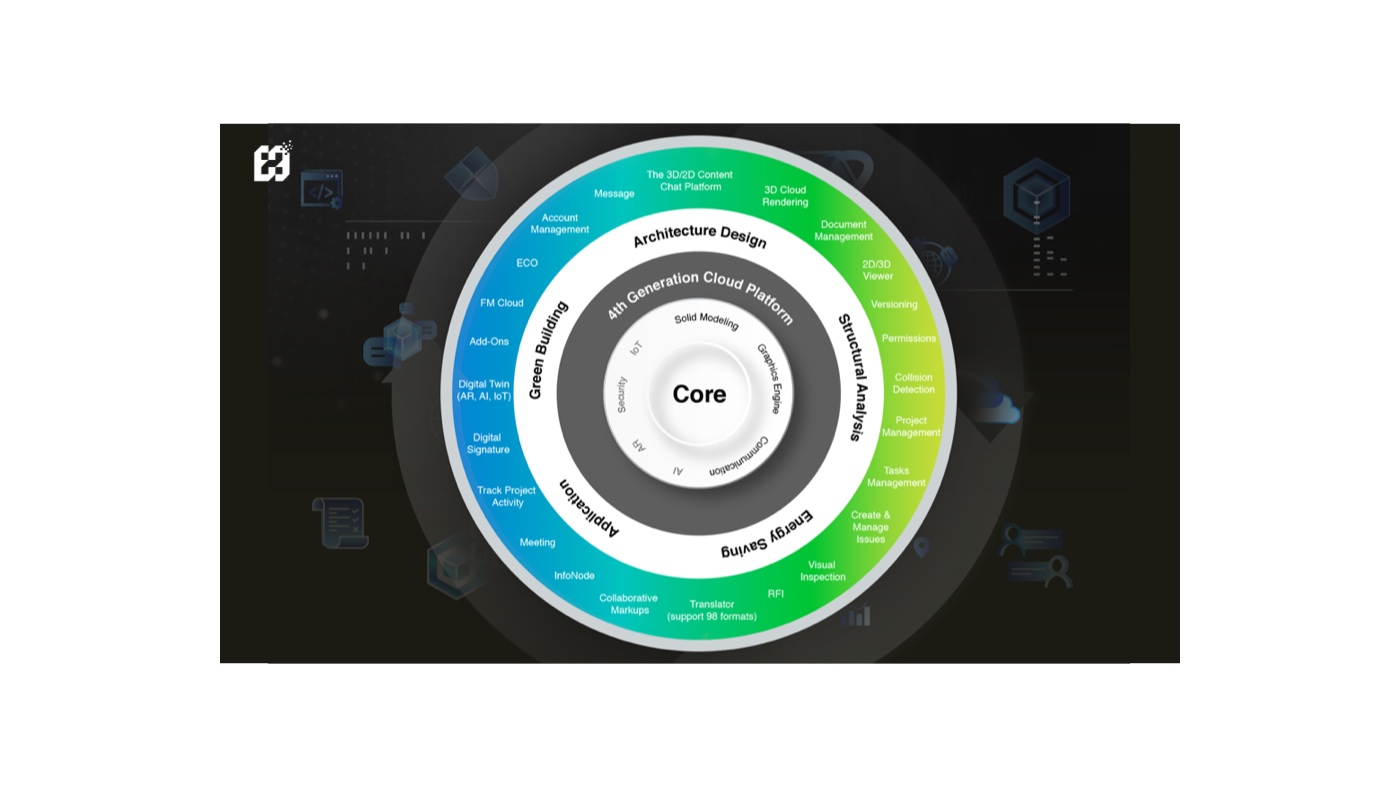 The 3D/2D Content
Chat Platform
3D Cloud
Rendering
Document
Management
2D/3D
Viewer
Versioning
Permissions
Collision
Detection
Project
Management
Tasks
Management
Create &
Manage
Issues
Visual
Inspection
RFI
Translator
(support 98 formats)
Collaborative
Markups
InfoNode
Meeting
Track Project
Activity
Digital
Signature
Digital Twin
(AR, AI, IoT)
Add-Ons
FM Cloud
ECO
Account
Management
Message
Architecture Design
Structural Analysis
Energy Saving
Application
Green Building
4th Generation Cloud Platform
Solid Modeling
Graphics Engine
Communication
AI
AR
Security
IoT
Core